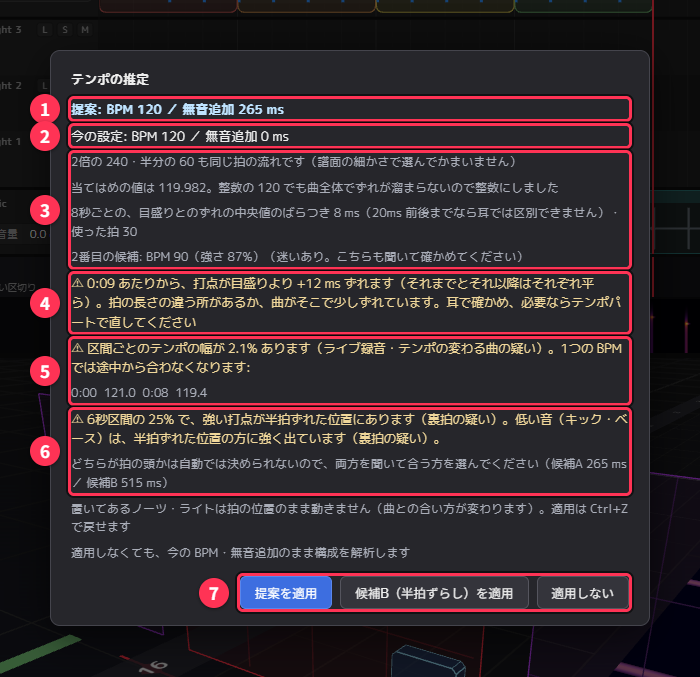 ght 3 L S M
テンポの推定
ght 2 L
1 提案: BPM 120 ／ 無音追加 265 ms
2 今の設定: BPM 120 ／ 無音追加 0 ms
ght 1
2倍の 240・半分の 60 も同じ拍の流れです（譜面の細かさで選んでかまいません）
当てはめの値は 119.982。整数の 120 でも曲全体でずれが溜まらないので整数にしました
3 8秒ごとの、目盛りとのずれの中央値のばらつき 8 ms（20ms 前後までなら耳では区別できません）・
使った拍 30
音量 0.0
2番目の候補: BPM 90（強さ 87%）（迷いあり。こちらも聞いて確かめてください）
⚠ 0:09 あたりから、打点が目盛りより +12 ms ずれます（それまでとそれ以降はそれぞれ平
4 ら）。拍の長さの違う所があるか、曲がそこで少しずれています。耳で確かめ、必要ならテンポパ
ートで直してください
⚠ 区間ごとのテンポの幅が 2.1% あります（ライブ録音・テンポの変わる曲の疑い）。1つの BPM
5 では途中から合わなくなります:
0:00 121.0 0:08 119.4
⚠ 6秒区間の 25% で、強い打点が半拍ずれた位置にあります（裏拍の疑い）。低い音（キック・ベ
ース）は、半拍ずれた位置の方に強く出ています（裏拍の疑い）。
6 どちらが拍の頭かは自動では決められないので、両方を聞いて合う方を選んでください（候補A 265 ms
／ 候補B 515 ms）
置いてあるノーツ・ライトは拍の位置のまま動きません（曲との合い方が変わります）。適用は Ctrl+Z
で戻せます
適用しなくても、今の BPM・無音追加のまま構成を解析します
7 提案を適用 候補B（半拍ずらし）を適用 適用しない
16